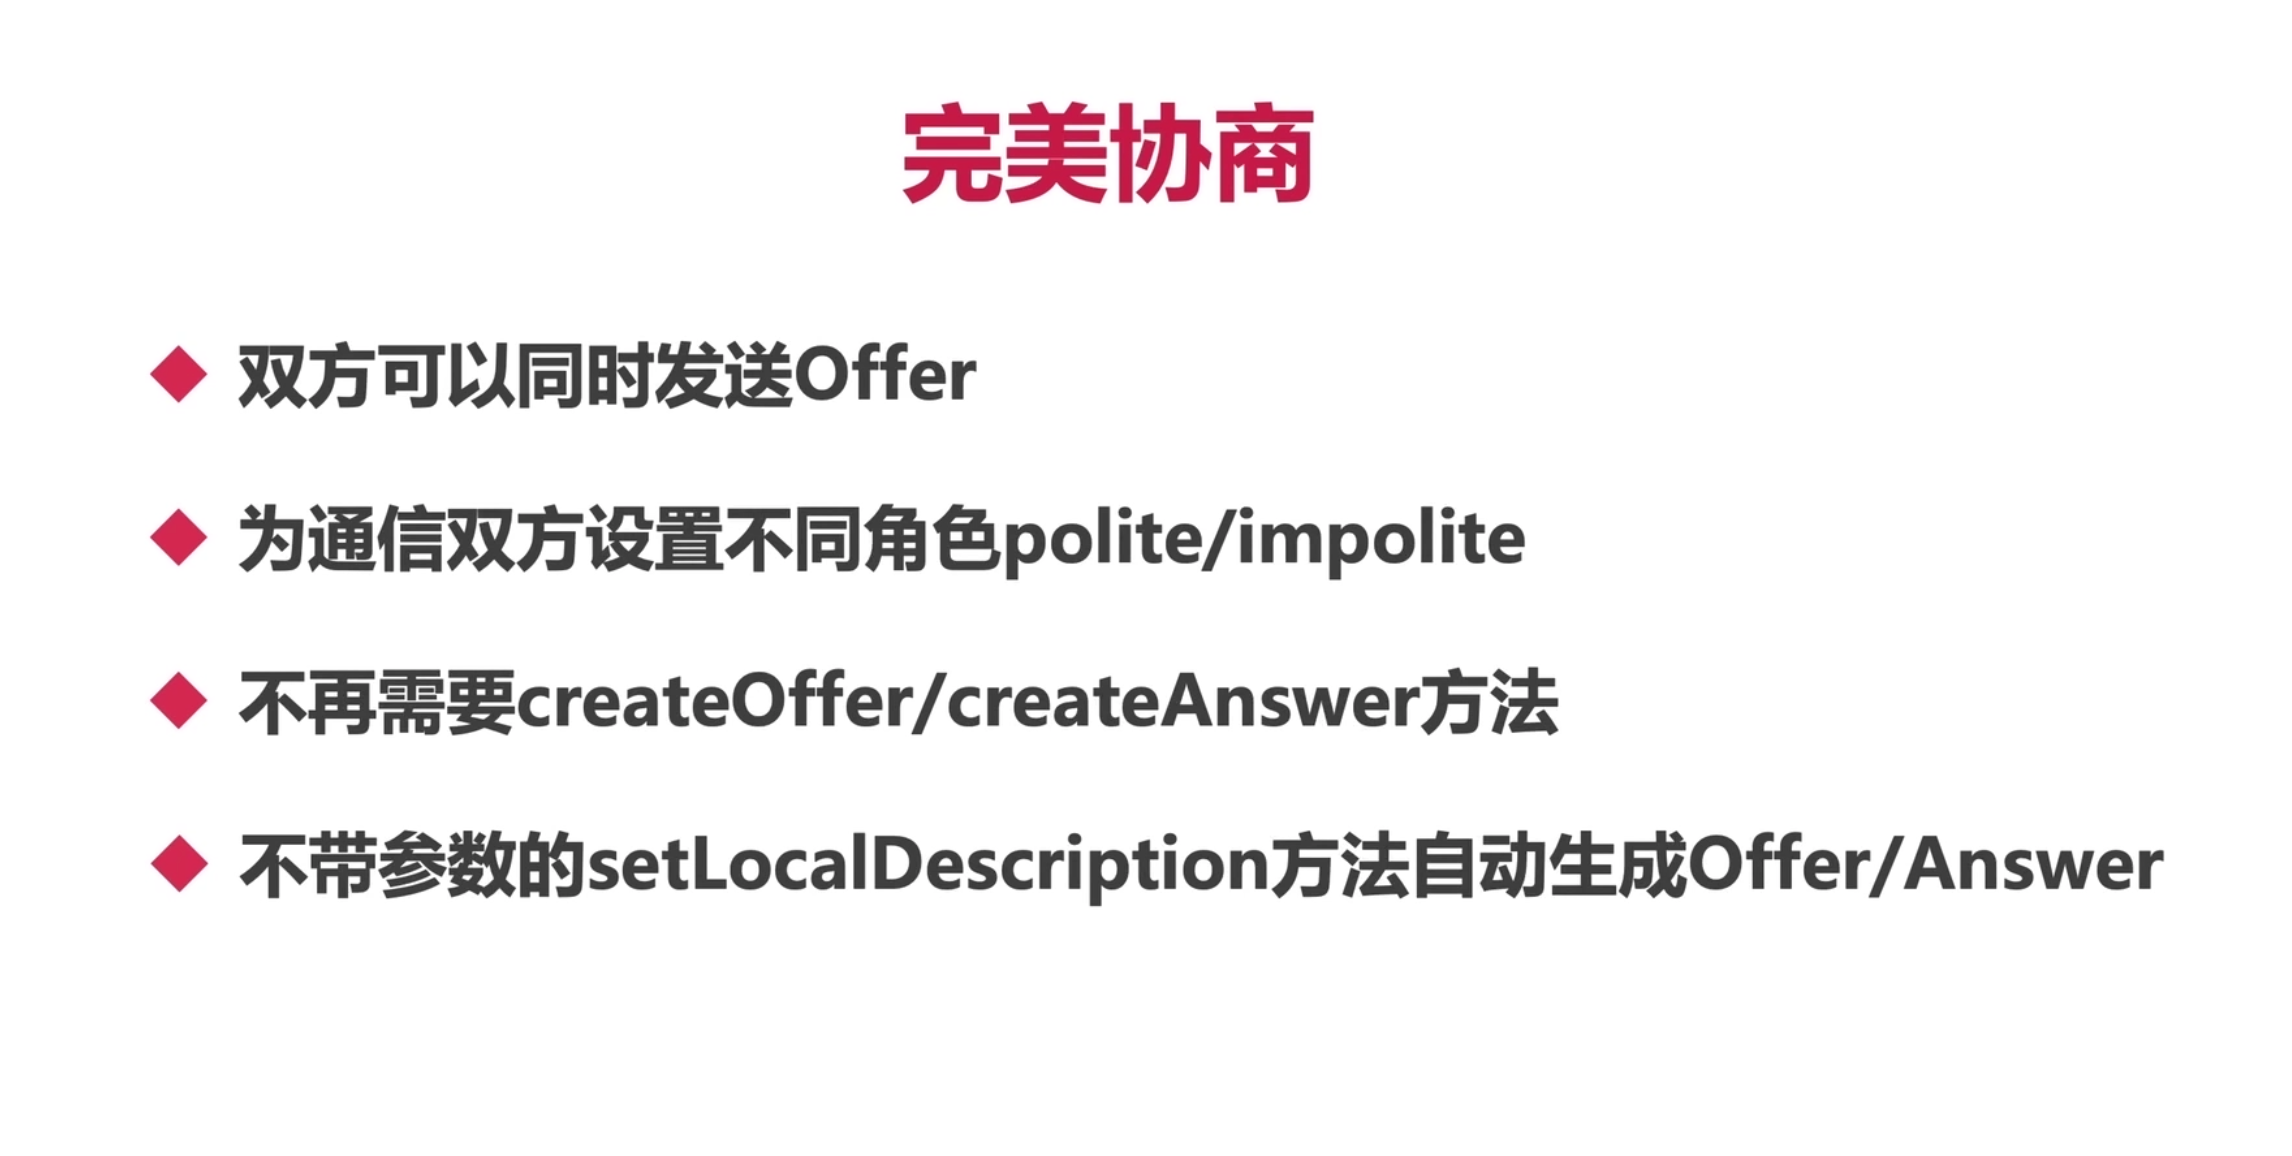 完美协商
双方可以同时发送Offer
为通信双方设置不同角色polite/impolite
不再需要createOffer/createAnswer方法
不带参数的setLocalDescription方法自动生成Offer/Answer